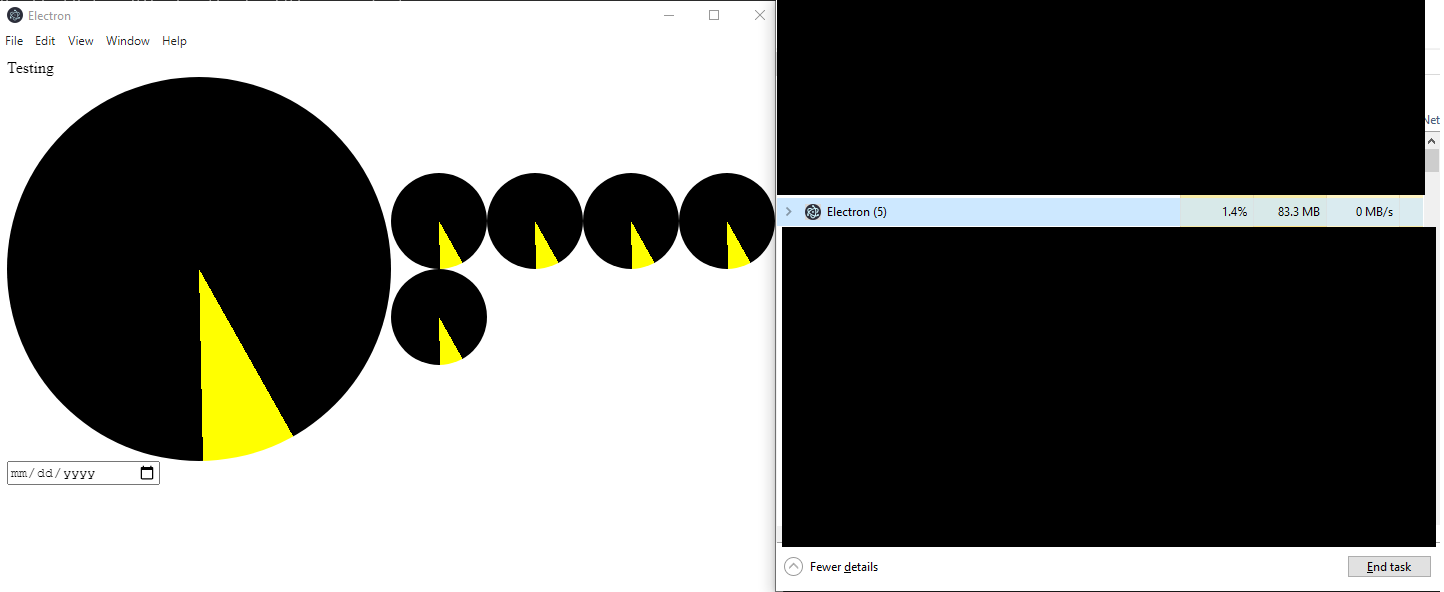 Electron
File Edit View Window Help
Testing
mm/dd/yyyy
Net
Electron (5) 1.4% 83.3 MB 0 MB/s
Fewer details
End task